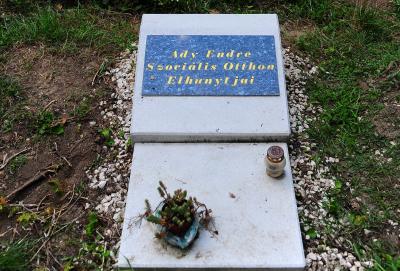 Ady Endre
Szociális Otthon
Elhunytjai